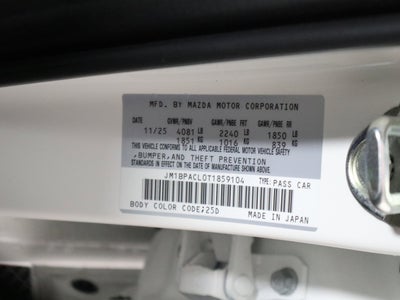 MFD. BY MAZDA MOTOR CORPORATION
DATE GVWR/PNBV GAWR/PNBE FRT GAWR/PNBE RR
11/25 4081 LB 2240 LB 1850 LB
1851 KG 1016 KG 839 KG
THIS VEHICLE CONFORMS TO ALL APPLICABLE FEDERAL MOTOR VEHICLE SAFETY
,BUMPER,AND THEFT PREVENTION
STANDARDS IN EFFECT ON THE DATE OF MANUFACTURE SHOWN ABOVE.
JM1BPACL0T1859104 TYPE:PASS CAR
BODY COLOR CODE:25D MADE IN JAPAN